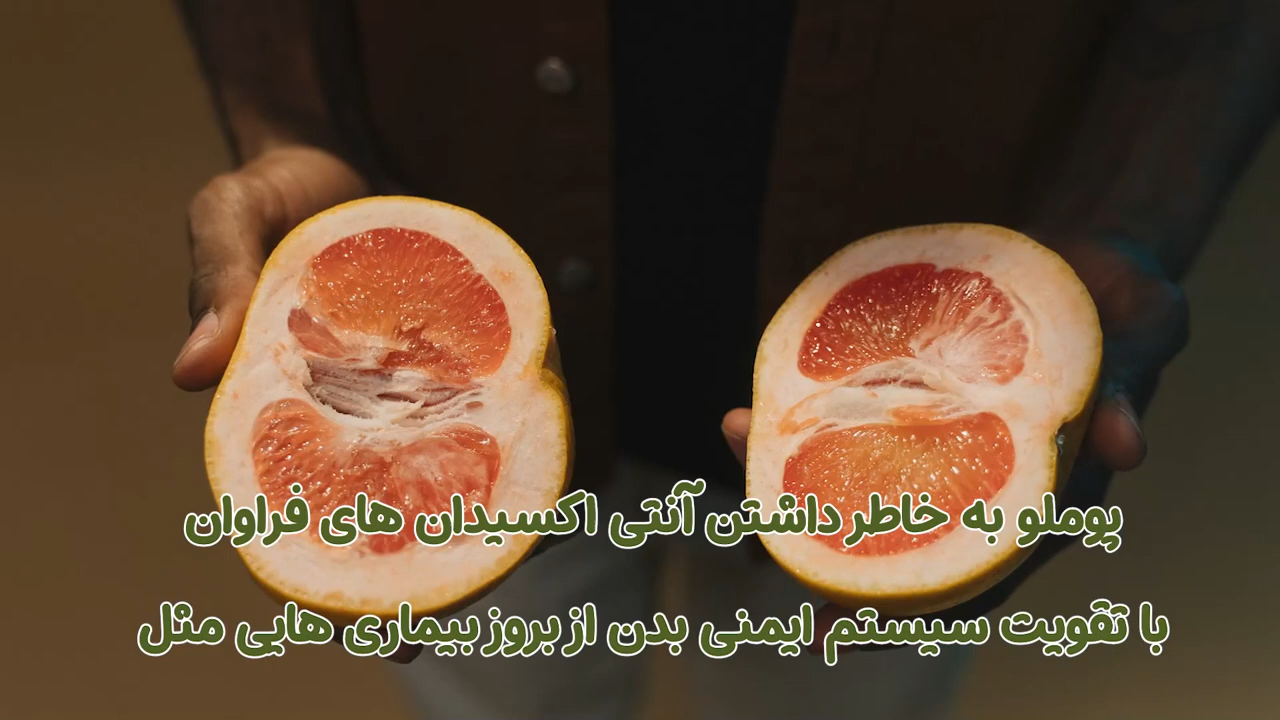 پوملو به خاطر داشتن آنتی اکسیدان های فراوان
با تقویت سیستم ایمنی بدن از بروز بیماری هایی مثل